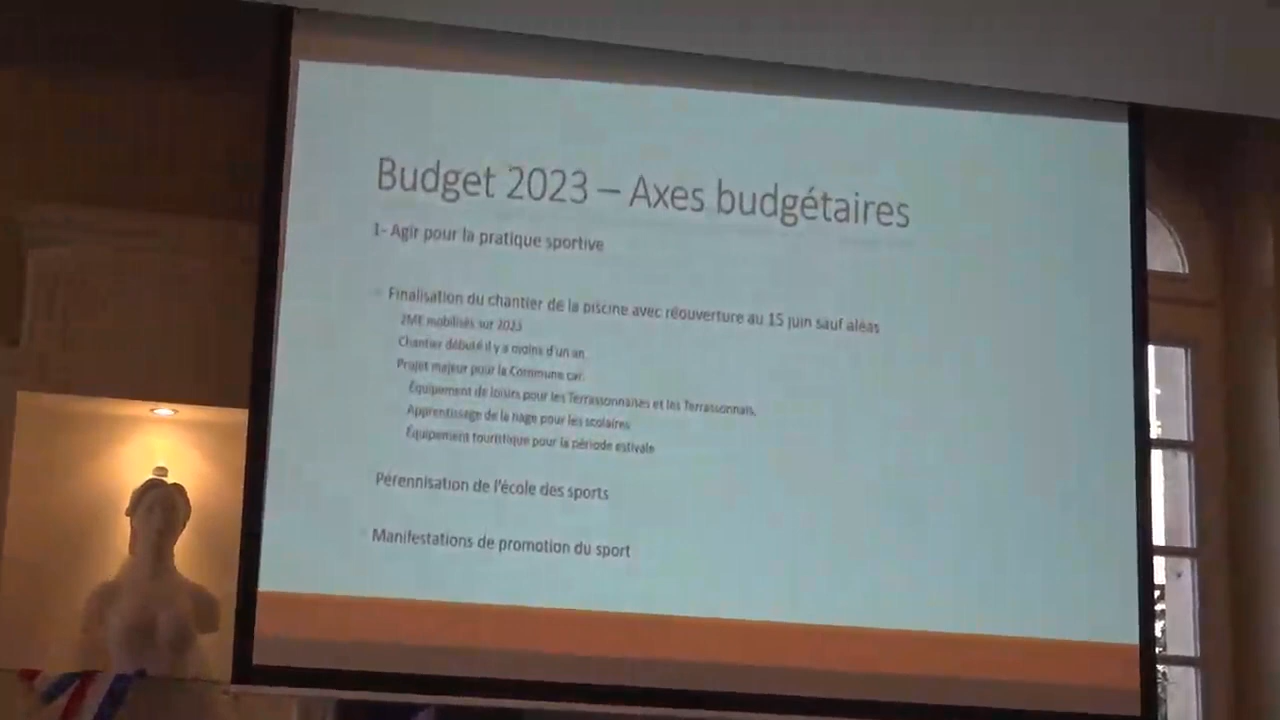 Budget 2023 – Axes budgétaires
1- Agir pour la pratique sportive
Finalisation du chantier de la piscine avec réouverture au 15 juin sauf aléas
2M€ mobilisés sur 2023
Chantier débuté il y a moins d'un an
Projet majeur pour la Commune car:
Équipement de loisirs pour les Terrassonnaises et les Terrassonnais,
Apprentissage de la nage pour les scolaires
Équipement touristique pour la période estivale
Pérennisation de l'école des sports
Manifestations de promotion du sport